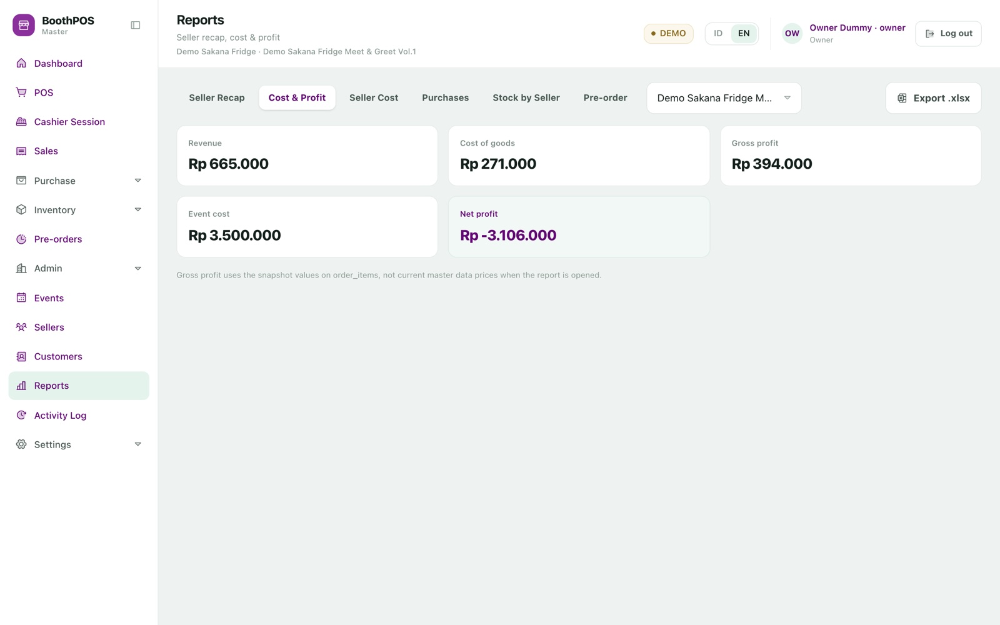 BoothPOS
Master
Dashboard
POS
Cashier Session
Sales
Purchase
Inventory
Pre-orders
Admin
Events
Sellers
Customers
Reports
Activity Log
Settings
Reports
Seller recap, cost & profit
Demo Sakana Fridge · Demo Sakana Fridge Meet & Greet Vol.1
DEMO
ID EN
OW
Owner Dummy · owner
Owner
Log out
Seller Recap Cost & Profit Seller Cost Purchases Stock by Seller Pre-order Demo Sakana Fridge M... Export .xlsx
Revenue
Rp 665.000
Cost of goods
Rp 271.000
Gross profit
Rp 394.000
Event cost
Rp 3.500.000
Net profit
Rp -3.106.000
Gross profit uses the snapshot values on order_items, not current master data prices when the report is opened.